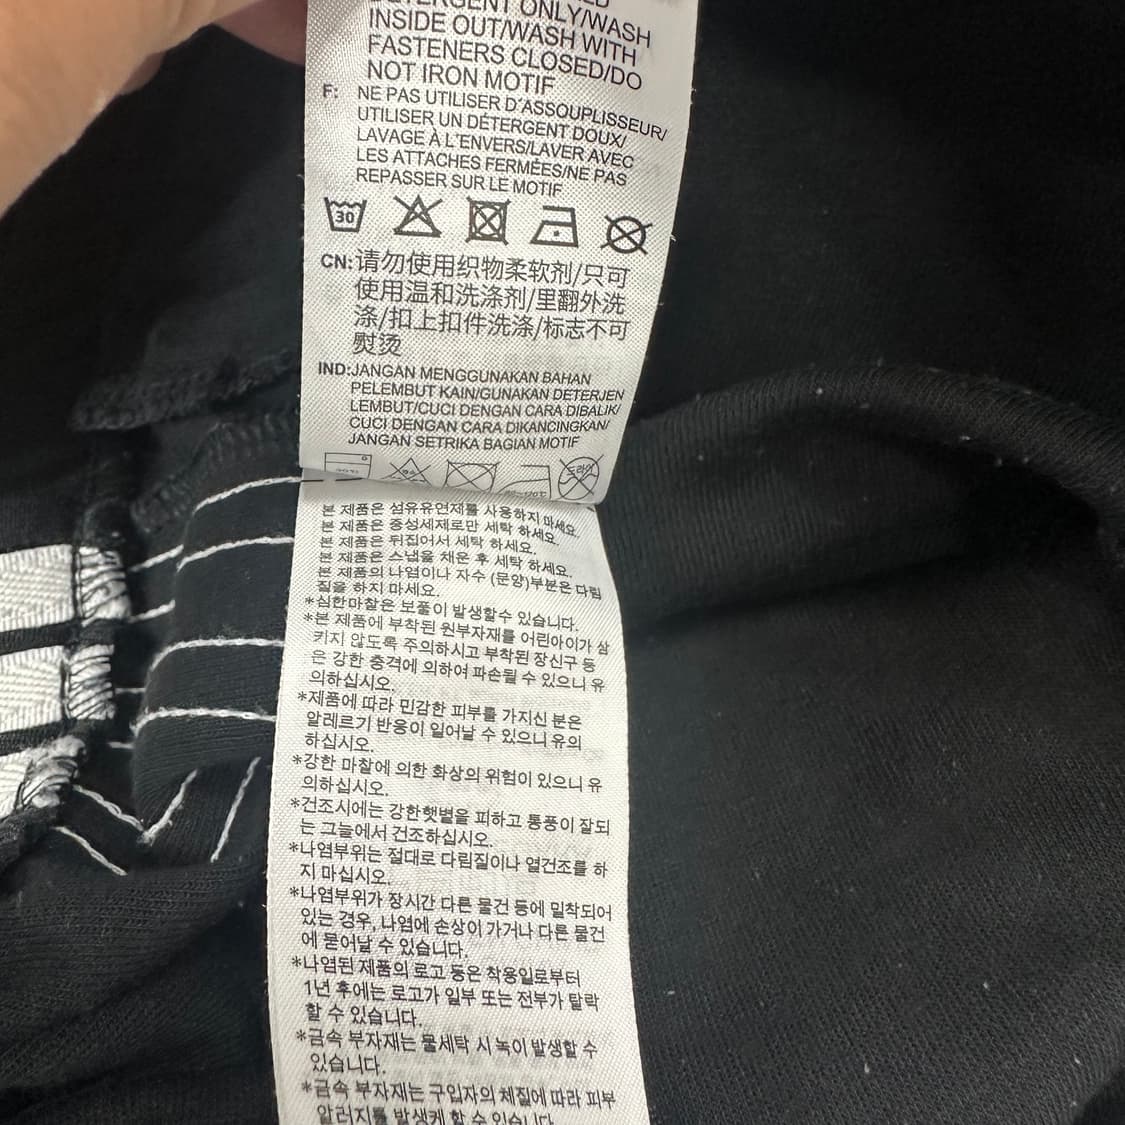 DETERGENT ONLY/WASH
INSIDE OUT/WASH WITH
FASTENERS CLOSED/DO
NOT IRON MOTIF
F: NE PAS UTILISER D'ASSOUPLISSEUR/
UTILISER UN DÉTERGENT DOUX/
LAVAGE À L'ENVERS/LAVER AVEC
LES ATTACHES FERMÉES/NE PAS
REPASSER SUR LE MOTIF
30
CN:请勿使用织物柔软剂/只可
使用温和洗涤剂/里翻外洗
涤/扣上扣件洗涤/标志不可
熨烫
IND:JANGAN MENGGUNAKAN BAHAN
PELEMBUT KAIN/GUNAKAN DETERJEN
LEMBUT/CUCI DENGAN CARA DIBALIK/
CUCI DENGAN CARA DIKANCINGKAN/
JANGAN SETRIKA BAGIAN MOTIF
드라이
본 제품은 섬유유연제를 사용하지 마세요.
본 제품은 중성세제로만 세탁 하세요.
본 제품은 뒤집어서 세탁 하세요.
본 제품은 스냅을 채운 후 세탁 하세요.
본 제품의 나염이나 자수 (문양)부분은 다림
질을 하지 마세요.
*심한마찰은 보풀이 발생할수 있습니다.
*본 제품에 부착된 원부자재를 어린아이가 삼
키지 않도록 주의하시고 부착된 장신구 등
은 강한 충격에 의하여 파손될 수 있으니 유
의하십시오.
*제품에 따라 민감한 피부를 가지신 분은
알레르기 반응이 일어날 수 있으니 유의
하십시오.
*강한 마찰에 의한 화상의 위험이 있으니 유
의하십시오.
*건조시에는 강한햇볕을 피하고 통풍이 잘되
는 그늘에서 건조하십시오.
*나염부위는 절대로 다림질이나 열건조를 하
지 마십시오.
*나염부위가 장시간 다른 물건 등에 밀착되어
있는 경우, 나염에 손상이 가거나 다른 물건
에 묻어날 수 있습니다.
*나염된 제품의 로고 등은 착용일로부터
1년 후에는 로고가 일부 또는 전부가 탈락
할 수 있습니다.
*금속 부자재는 물세탁 시 녹이 발생할 수
있습니다.
*금속 부자재는 구입자의 체질에 따라 피부
알러지를 발생케 할 수 있습니다.